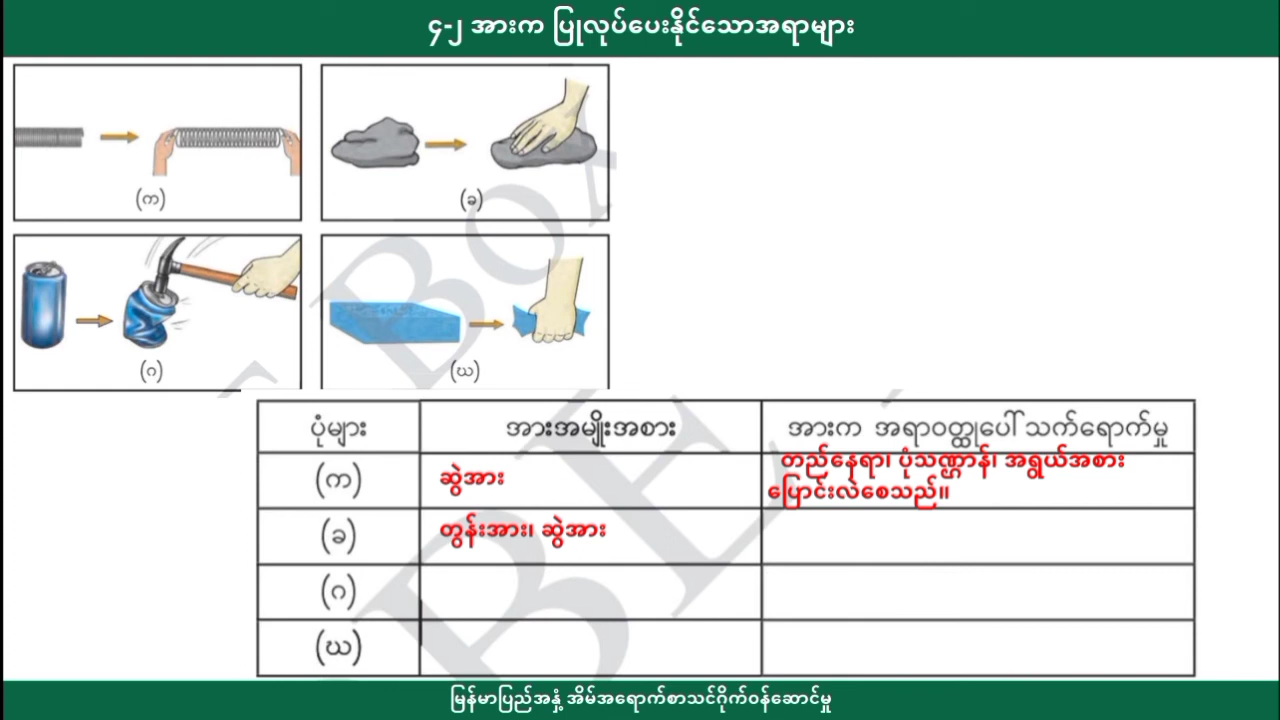 ၄-၂ အားက ပြုလုပ်ပေးနိုင်သောအရာများ
(က)
(ခ)
(ဂ)
(ဃ)
ပုံများ အားအမျိုးအစား အားက အရာဝတ္ထုပေါ် သက်ရောက်မှု
(က) ဆွဲအား တည်နေရာ၊ ပုံသဏ္ဌာန်၊ အရွယ်အစား
ပြောင်းလဲစေသည်။
(ခ) တွန်းအား၊ ဆွဲအား
(ဂ)
(ဃ)
မြန်မာပြည်အနှံ့ အိမ်အရောက်စာသင်ဂိုက်ဝန်ဆောင်မှု